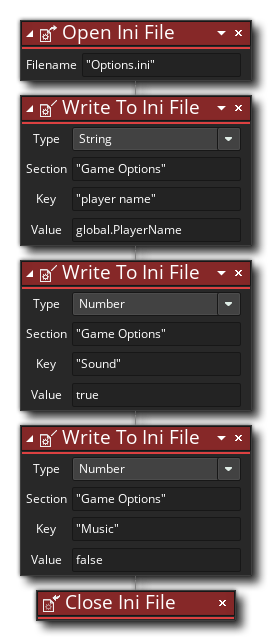 Open Ini File
Filename "Options.ini"
Write To Ini File
Type String
Section "Game Options"
Key "player name"
Value global.PlayerName
Write To Ini File
Type Number
Section "Game Options"
Key "Sound"
Value true
Write To Ini File
Type Number
Section "Game Options"
Key "Music"
Value false
Close Ini File